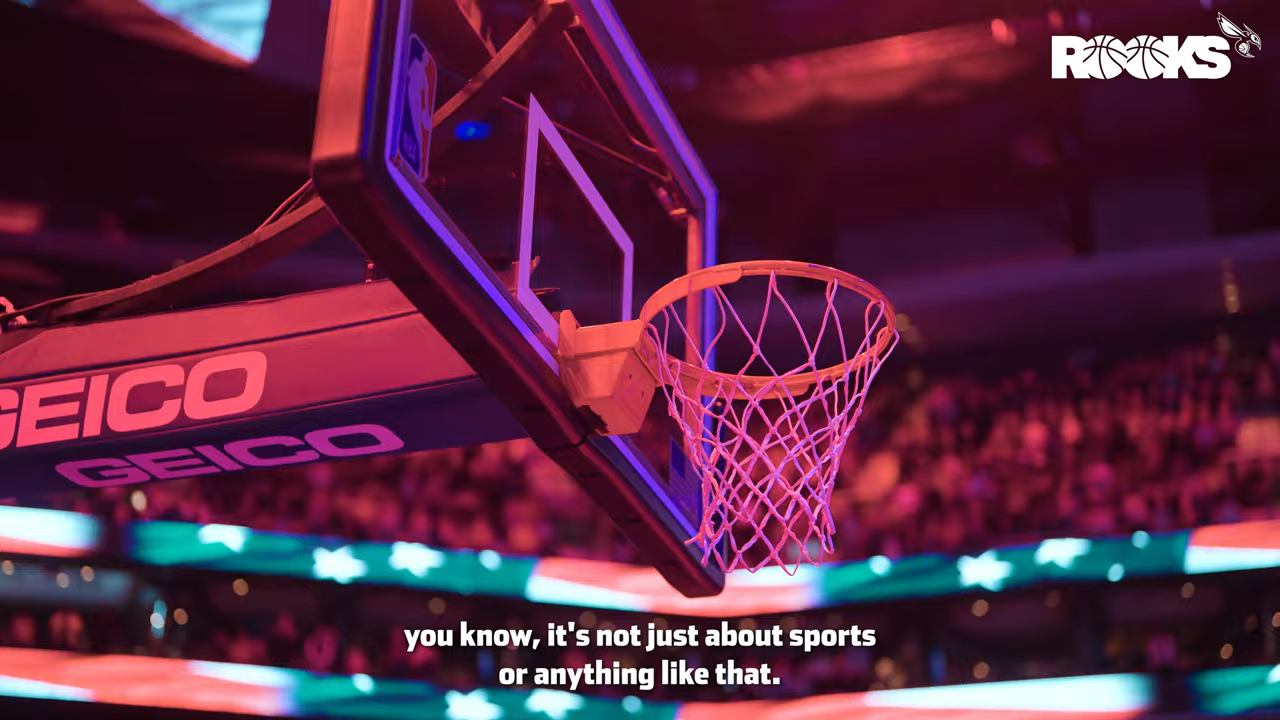 ROOKS
GEICO
GEICO
you know, it's not just about sports
or anything like that.